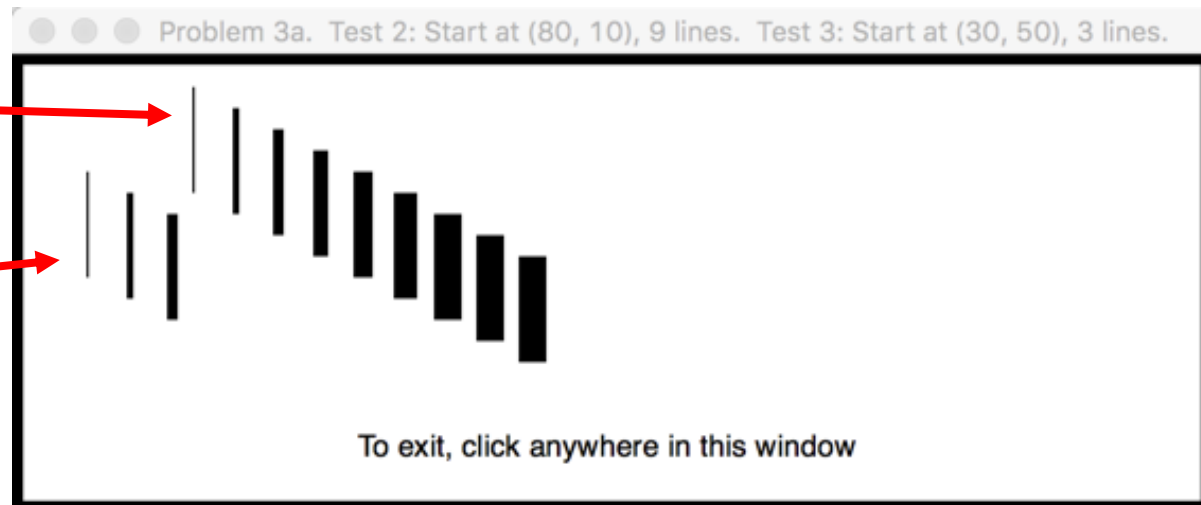 Problem 3a. Test 2: Start at (80, 10), 9 lines. Test 3: Start at (30, 50), 3 lines.
To exit, click anywhere in this window